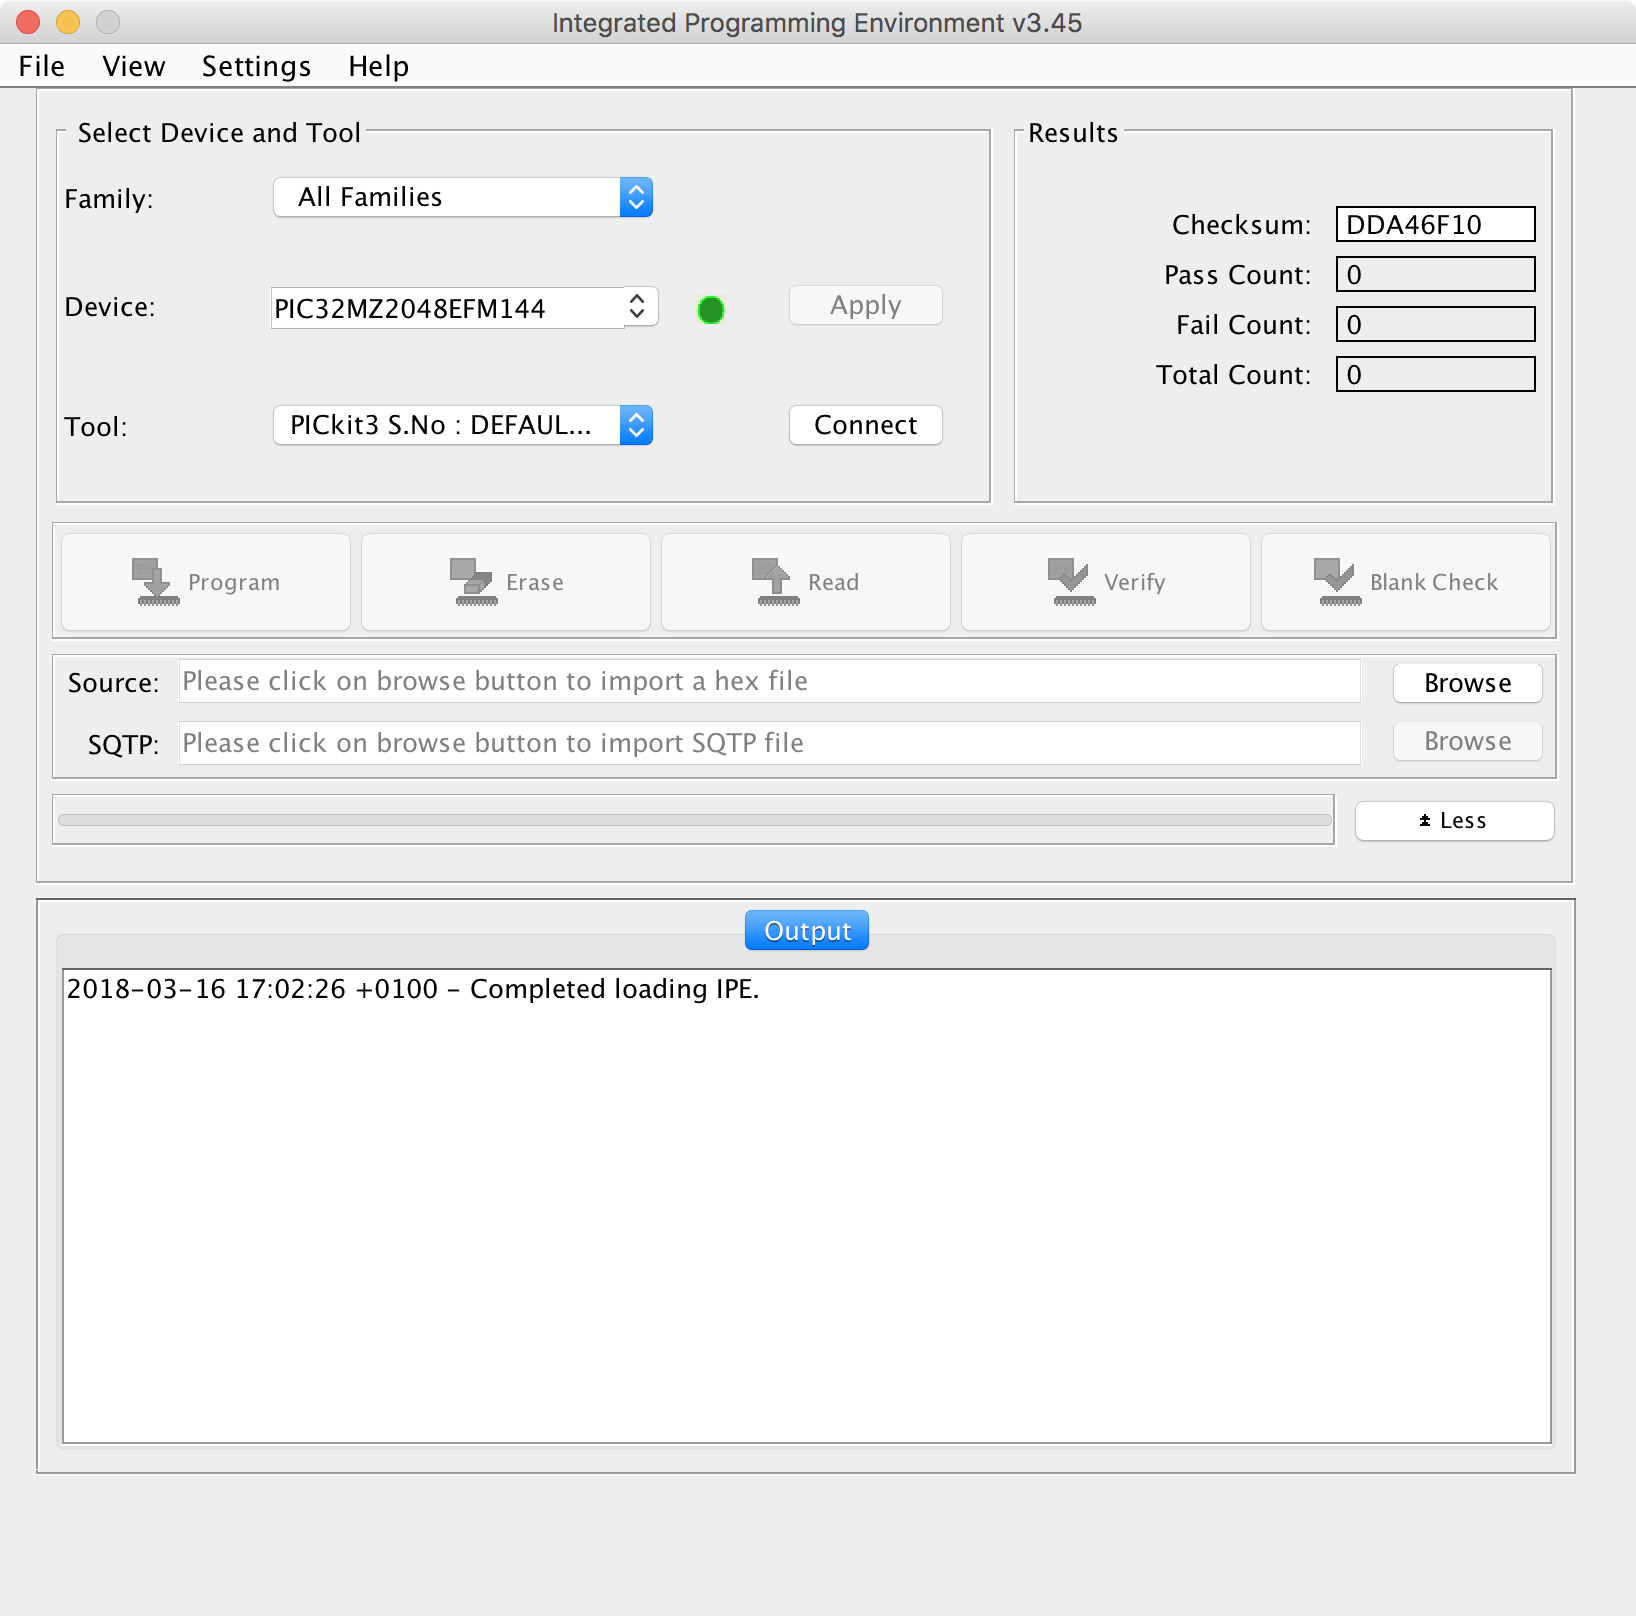 Integrated Programming Environment v3.45
File View Settings Help
Select Device and Tool
Family: All Families
Device: PIC32MZ2048EFM144 Apply
Tool: PICkit3 S.No : DEFAUL... Connect
Results
Checksum: DDA46F10
Pass Count: 0
Fail Count: 0
Total Count: 0
Program Erase Read Verify Blank Check
Source: Please click on browse button to import a hex file Browse
SQTP: Please click on browse button to import SQTP file Browse
Less
Output
2018-03-16 17:02:26 +0100 - Completed loading IPE.